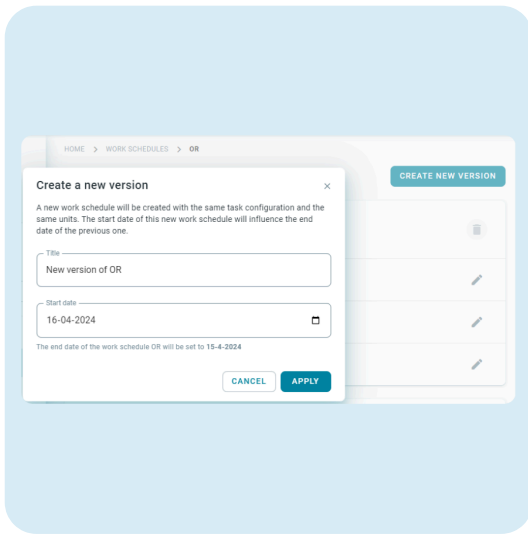 HOME > WORK SCHEDULES > OR
CREATE NEW VERSION
Create a new version
A new work schedule will be created with the same task configuration and the
same units. The start date of this new work schedule will influence the end
date of the previous one.
Title
New version of OR
Start date
16-04-2024
The end date of the work schedule OR will be set to 15-4-2024
CANCEL
APPLY